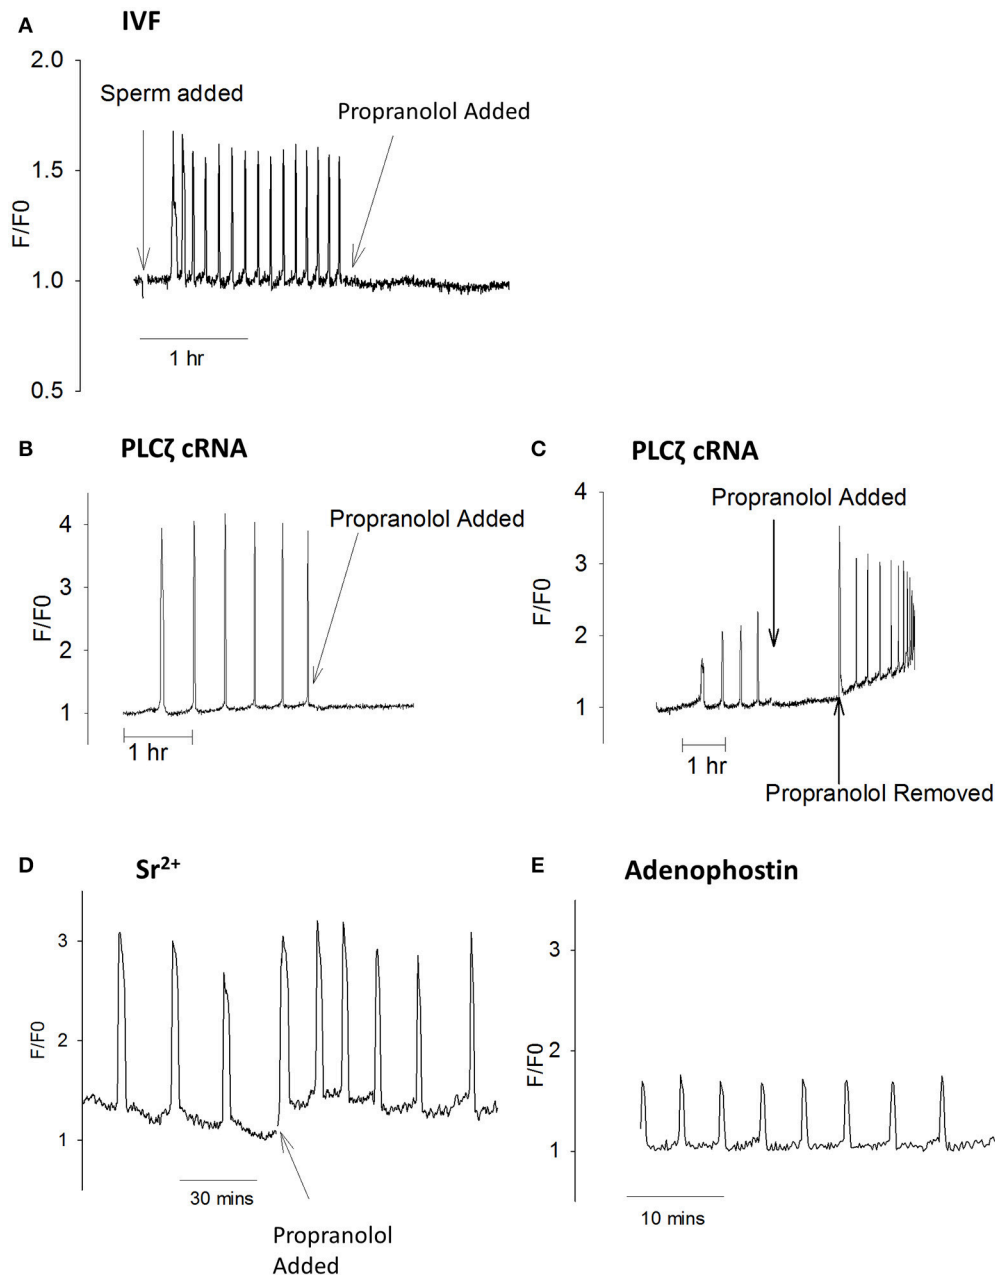 A
IVF
2.0
Sperm added
Propranolol Added
1.5
F/F0
1.0
1 hr
0.5
B
PLCζ cRNA
4
Propranolol Added
3
F/F0
2
1
1 hr
C
PLCζ cRNA
4
Propranolol Added
3
F/F0
2
1
1 hr
Propranolol Removed
D
Sr²⁺
3
F/F0
2
1
30 mins
Propranolol
Added
E
Adenophostin
3
F/F0
2
1
10 mins